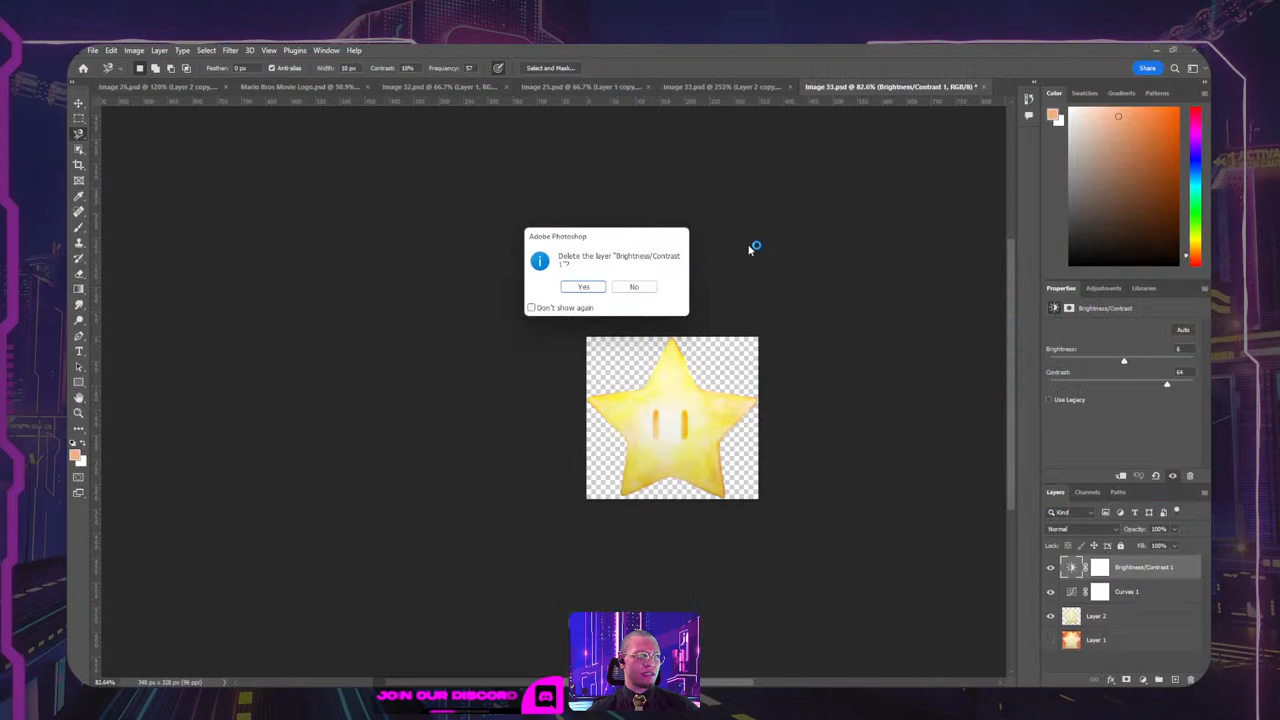 File Edit Image Layer Type Select Filter 3D View Plugins Window Help
Feather: 0 px Anti-alias Width: 10 px Contrast: 10% Frequency: 57 Select and Mask... Share
Image 26.psd @ 120% (Layer 2 copy,... × Mario Bros Movie Logo.psd @ 50.9%... × Image 32.psd @ 66.7% (Layer 1, RG... × Image 25.psd @ 66.7% (Layer 1 copy,... × Image 33.psd @ 253% (Layer 2 copy,... × Image 33.psd @ 82.6% (Brightness/Contrast 1, RGB/8) * ×
Color Swatches Gradients Patterns
Adobe Photoshop
Delete the layer "Brightness/Contrast
1"?
Yes No
Don't show again
Properties Adjustments Libraries
Brightness/Contrast
Auto
Brightness: 6
Contrast: 64
Use Legacy
Layers Channels Paths
Kind
Normal Opacity: 100%
Lock: Fill: 100%
Brightness/Contrast 1
Curves 1
Layer 2
Layer 1
82.64% 346 px x 326 px (96 ppi)
JOIN OUR DISCORD